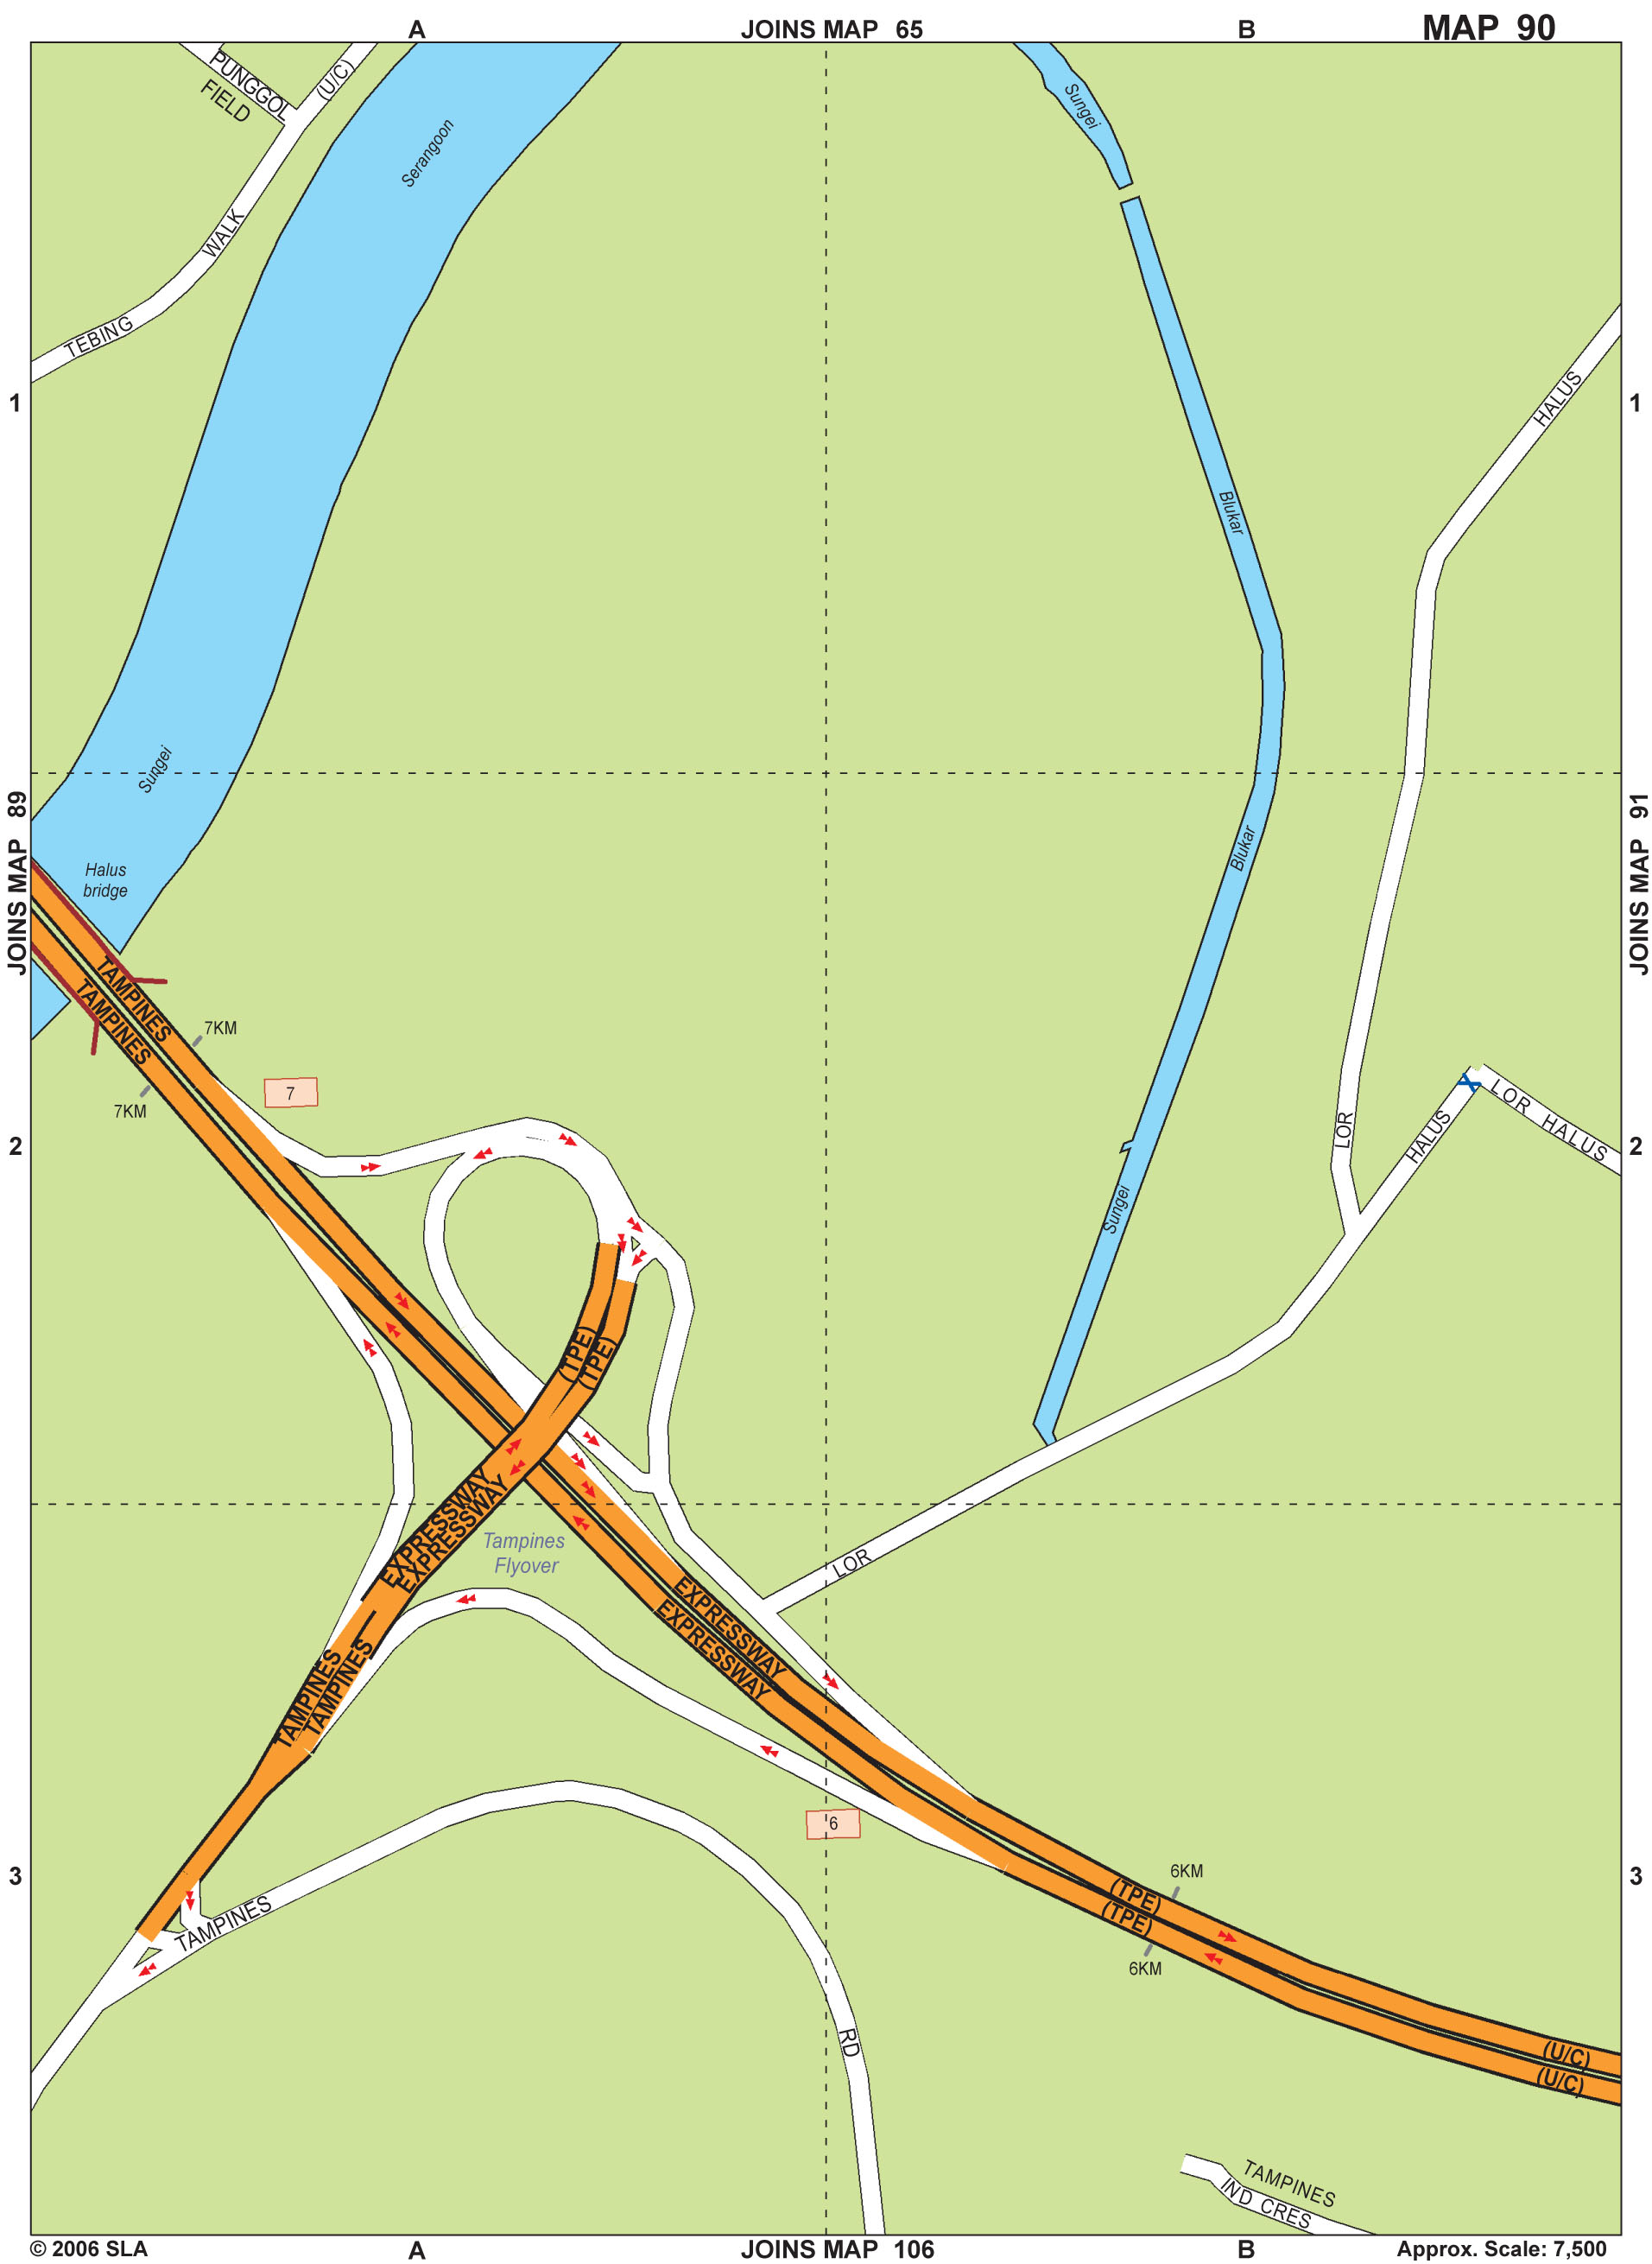 A
JOINS MAP 65
B
MAP 90
PUNGGOL
FIELD
(U/C)
Serangoon
Sungei
WALK
TEBING
1
1
HALUS
Blukar
Sungei
JOINS MAP 89
JOINS MAP 91
Halus
bridge
Blukar
TAMPINES
TAMPINES
7KM
7KM
7
LOR HALUS
HALUS
LOR
2
2
Sungei
(TPE)
(TPE)
EXPRESSWAY
EXPRESSWAY
Tampines
Flyover
LOR
EXPRESSWAY
EXPRESSWAY
TAMPINES
TAMPINES
6
3
3
6KM
(TPE)
(TPE)
6KM
TAMPINES
RD
(U/C)
(U/C)
TAMPINES
IND CRES
© 2006 SLA
A
JOINS MAP 106
B
Approx. Scale: 7,500